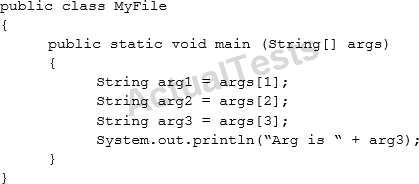 public class MyFile
{
public static void main (String[] args)
{
String arg1 = args[1];
String arg2 = args[2];
String arg3 = args[3];
System.out.println(“Arg is “ + arg3);
}
}
ActualTests